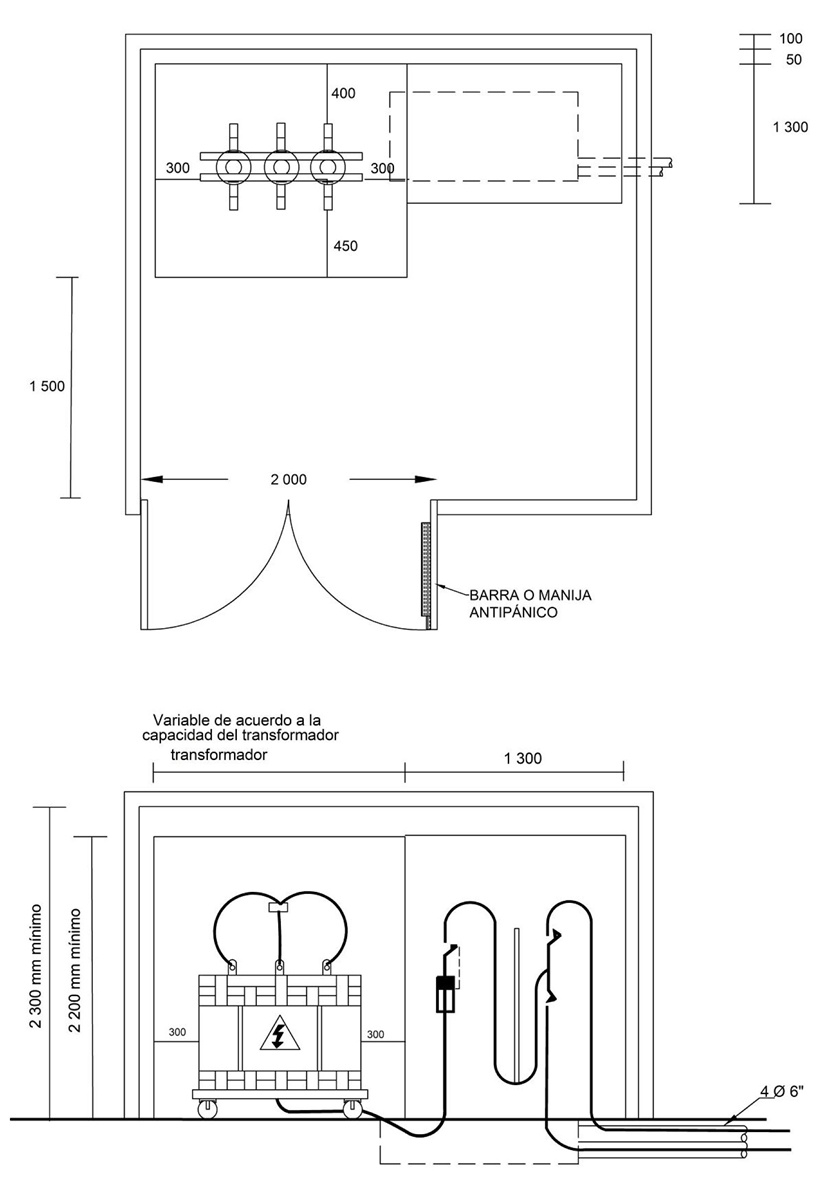 100
50
400
1 300
300
300
450
1 500
2 000
BARRA O MANIJA
ANTIPÁNICO
Variable de acuerdo a la
capacidad del transformador
transformador
1 300
2 300 mm mínimo
2 200 mm mínimo
300
300
4 Ø 6"